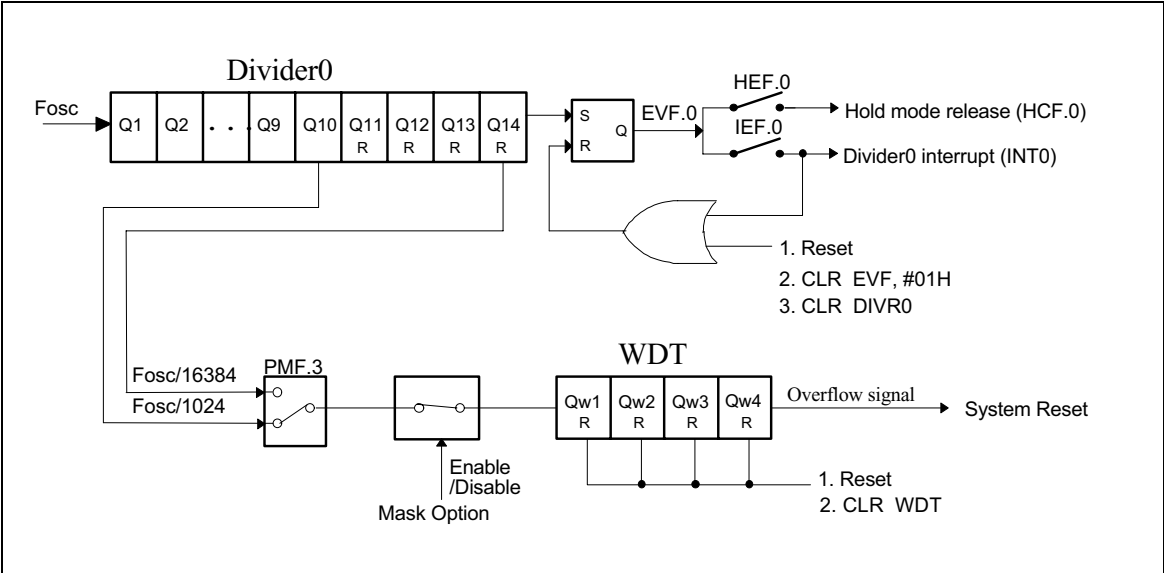 Divider0
Fosc
Q1 Q2 . . . Q9 Q10 Q11 Q12 Q13 Q14
R R R R
S
R
Q
EVF.0
HEF.0
Hold mode release (HCF.0)
IEF.0
Divider0 interrupt (INT0)
1. Reset
2. CLR EVF, #01H
3. CLR DIVR0
WDT
Fosc/16384
PMF.3
Fosc/1024
Qw1 Qw2 Qw3 Qw4
R R R R
Overflow signal
System Reset
Enable
/Disable
Mask Option
1. Reset
2. CLR WDT